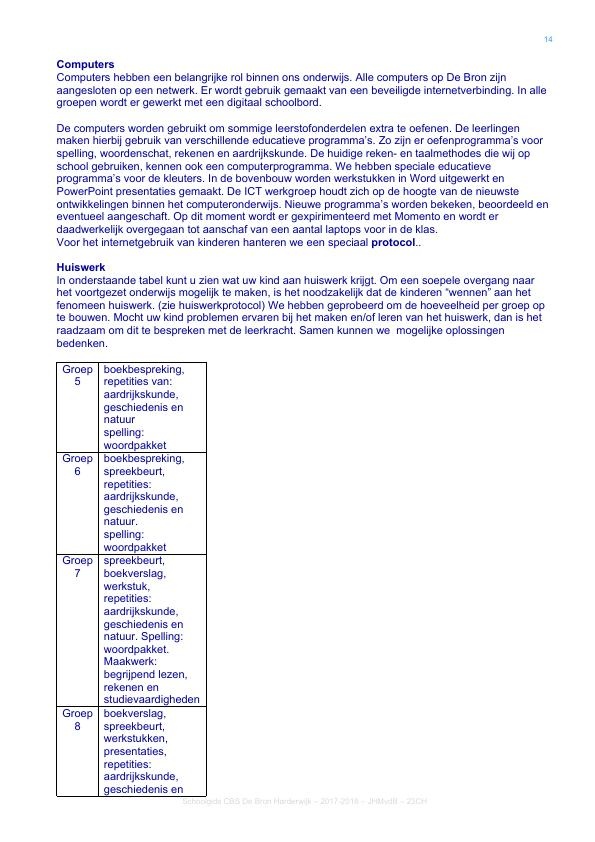 14
Computers
Computers hebben een belangrijke rol binnen ons onderwijs. Alle computers op De Bron zijn
aangesloten op een netwerk. Er wordt gebruik gemaakt van een beveiligde internetverbinding. In alle
groepen wordt er gewerkt met een digitaal schoolbord.
De computers worden gebruikt om sommige leerstofonderdelen extra te oefenen. De leerlingen
maken hierbij gebruik van verschillende educatieve programma's. Zo zijn er oefenprogramma's voor
spelling, woordenschat, rekenen en aardrijkskunde. De huidige reken- en taalmethodes die wij op
school gebruiken, kennen ook een computerprogramma. We hebben speciale educatieve
programma's voor de kleuters. In de bovenbouw worden werkstukken in Word uitgewerkt en
PowerPoint presentaties gemaakt. De ICT werkgroep houdt zich op de hoogte van de nieuwste
ontwikkelingen binnen het computeronderwijs. Nieuwe programma's worden bekeken, beoordeeld en
eventueel aangeschaft. Op dit moment wordt er gexpirimenteerd met Momento en wordt er
daadwerkelijk overgegaan tot aanschaf van een aantal laptops voor in de klas.
Voor het internetgebruik van kinderen hanteren we een speciaal protocol..
Huiswerk
In onderstaande tabel kunt u zien wat uw kind aan huiswerk krijgt. Om een soepele overgang naar
het voortgezet onderwijs mogelijk te maken, is het noodzakelijk dat de kinderen "wennen" aan het
fenomeen huiswerk. (zie huiswerkprotocol) We hebben geprobeerd om de hoeveelheid per groep op
te bouwen. Mocht uw kind problemen ervaren bij het maken en/of leren van het huiswerk, dan is het
raadzaam om dit te bespreken met de leerkracht. Samen kunnen we  mogelijke oplossingen
bedenken.
Groep
5
boekbespreking,
repetities van:
aardrijkskunde,
geschiedenis en
natuur
spelling:
woordpakket
Groep
6
boekbespreking,
spreekbeurt,
repetities:
aardrijkskunde,
geschiedenis en
natuur.
spelling:
woordpakket
Groep
7
spreekbeurt,
boekverslag,
werkstuk,
repetities:
aardrijkskunde,
geschiedenis en
natuur. Spelling:
woordpakket.
Maakwerk:
begrijpend lezen,
rekenen en
studievaardigheden
Groep
8
boekverslag,
spreekbeurt,
werkstukken,
presentaties,
repetities:
aardrijkskunde,
geschiedenis en
Schoolgids CBS De Bron Harderwijk – 2017-2018 – JHMvdB – 23CH